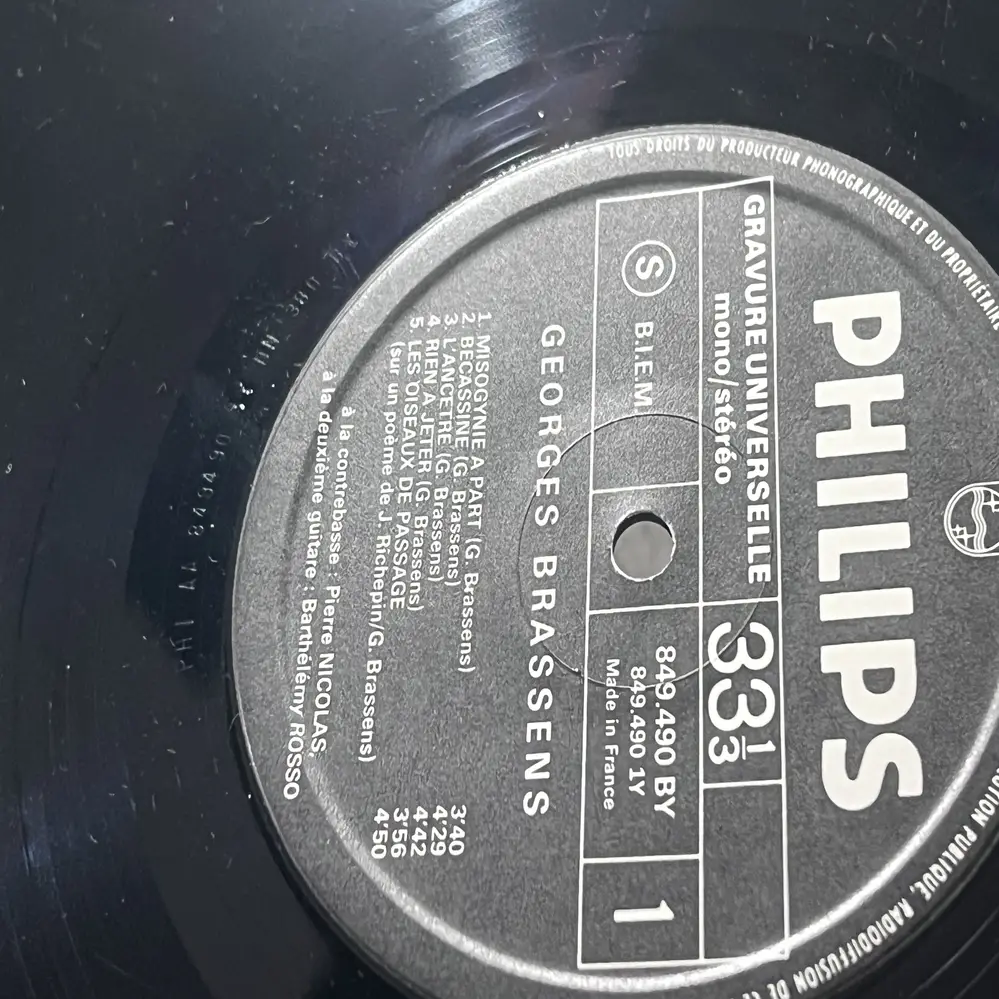 TOUS DROITS DU PRODUCTEUR PHONOGRAPHIQUE ET DU PROPRIÉTAIRE
PHILIPS
GRAVURE UNIVERSELLE
mono/stéréo
33 1/3
S
B.I.E.M
849.490 BY
849.490 1Y
Made in France
1
GEORGES BRASSENS
1. MISOGYNIE A PART (G. Brassens) 3'40
2. BECASSINE (G. Brassens) 4'29
3. L'ANCETRE (G. Brassens) 4'42
4. RIEN A JETER (G. Brassens) 3'56
5. LES OISEAUX DE PASSAGE 4'50
(sur un poème de J. Richepin/G. Brassens)
à la contrebasse : Pierre NICOLAS,
à la deuxième guitare : Barthélémy ROSSO
PUBLIQUE, RADIODIFFUSION DE